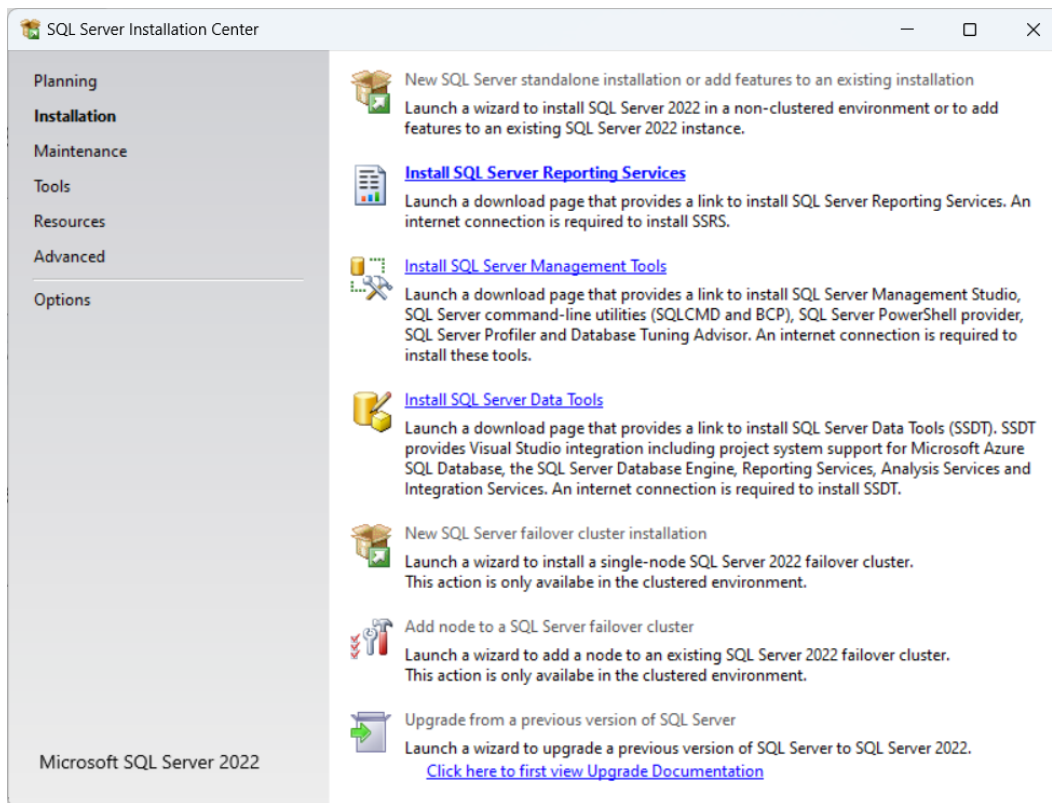 SQL Server Installation Center
Planning
Installation
Maintenance
Tools
Resources
Advanced
Options
Microsoft SQL Server 2022
New SQL Server standalone installation or add features to an existing installation
Launch a wizard to install SQL Server 2022 in a non-clustered environment or to add
features to an existing SQL Server 2022 instance.
Install SQL Server Reporting Services
Launch a download page that provides a link to install SQL Server Reporting Services. An
internet connection is required to install SSRS.
Install SQL Server Management Tools
Launch a download page that provides a link to install SQL Server Management Studio,
SQL Server command-line utilities (SQLCMD and BCP), SQL Server PowerShell provider,
SQL Server Profiler and Database Tuning Advisor. An internet connection is required to
install these tools.
Install SQL Server Data Tools
Launch a download page that provides a link to install SQL Server Data Tools (SSDT). SSDT
provides Visual Studio integration including project system support for Microsoft Azure
SQL Database, the SQL Server Database Engine, Reporting Services, Analysis Services and
Integration Services. An internet connection is required to install SSDT.
New SQL Server failover cluster installation
Launch a wizard to install a single-node SQL Server 2022 failover cluster.
This action is only availabe in the clustered environment.
Add node to a SQL Server failover cluster
Launch a wizard to add a node to an existing SQL Server 2022 failover cluster.
This action is only availabe in the clustered environment.
Upgrade from a previous version of SQL Server
Launch a wizard to upgrade a previous version of SQL Server to SQL Server 2022.
Click here to first view Upgrade Documentation